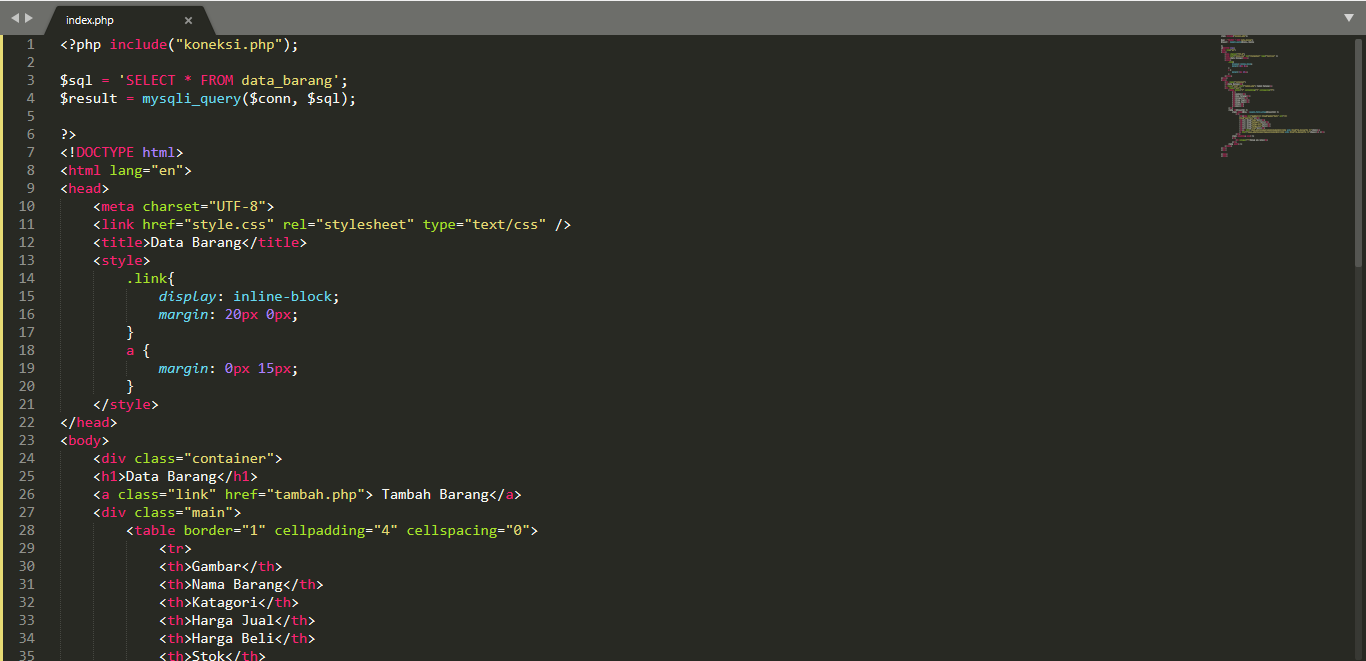 index.php ×
1 <?php include("koneksi.php");
2
3 $sql = 'SELECT * FROM data_barang';
4 $result = mysqli_query($conn, $sql);
5
6 ?>
7 <!DOCTYPE html>
8 <html lang="en">
9 <head>
10     <meta charset="UTF-8">
11     <link href="style.css" rel="stylesheet" type="text/css" />
12     <title>Data Barang</title>
13     <style>
14         .link{
15             display: inline-block;
16             margin: 20px 0px;
17         }
18         a {
19             margin: 0px 15px;
20         }
21     </style>
22 </head>
23 <body>
24     <div class="container">
25     <h1>Data Barang</h1>
26     <a class="link" href="tambah.php"> Tambah Barang</a>
27     <div class="main">
28         <table border="1" cellpadding="4" cellspacing="0">
29             <tr>
30             <th>Gambar</th>
31             <th>Nama Barang</th>
32             <th>Katagori</th>
33             <th>Harga Jual</th>
34             <th>Harga Beli</th>
35             <th>Stok</th>